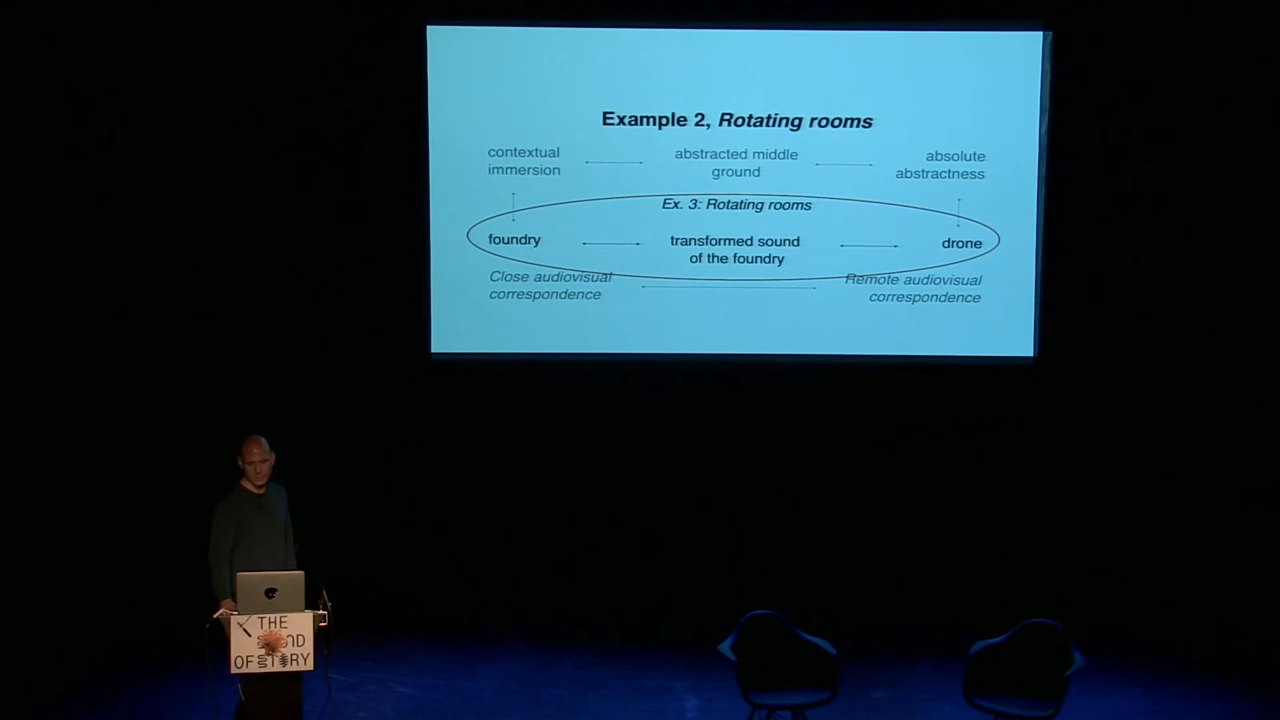 Example 2, Rotating rooms
contextual
immersion
abstracted middle
ground
absolute
abstractness
Ex. 3: Rotating rooms
foundry
transformed sound
of the foundry
drone
Close audiovisual
correspondence
Remote audiovisual
correspondence
THE
SOUND
OF STORY